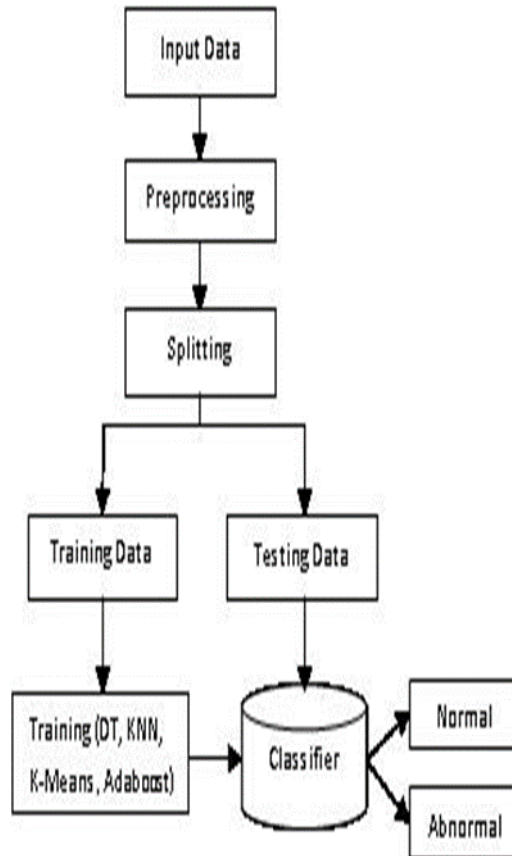 Input Data
Preprocessing
Splitting
Training Data
Testing Data
Training (DT, KNN,
K-Means, Adaboost)
Classifier
Normal
Abnormal